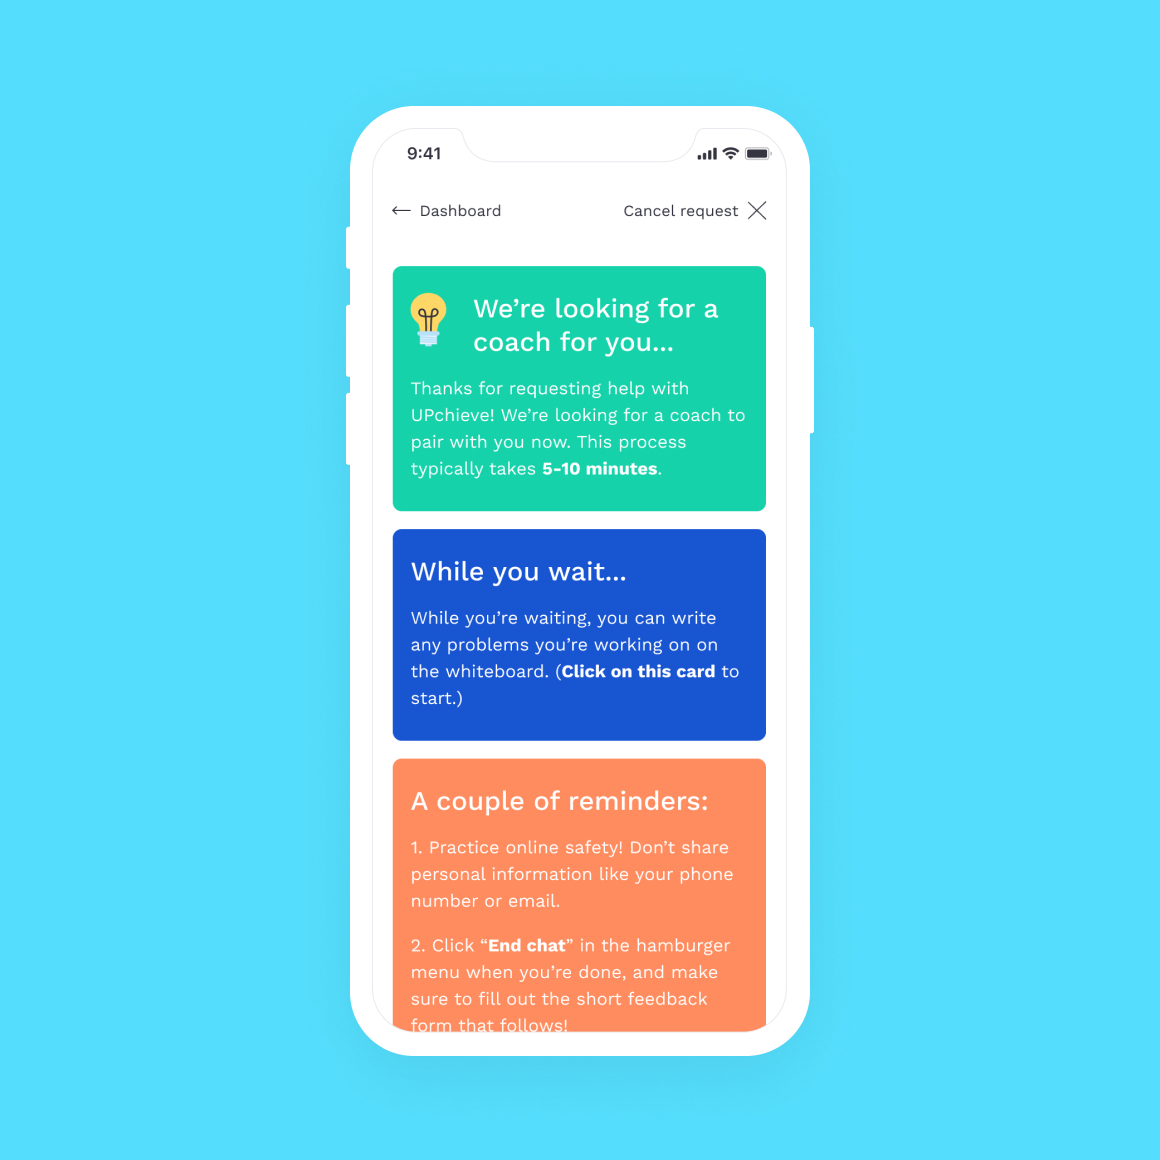 9:41
← Dashboard
Cancel request
We’re looking for a
coach for you...
Thanks for requesting help with
UPchieve! We’re looking for a coach to
pair with you now. This process
typically takes 5-10 minutes.
While you wait...
While you’re waiting, you can write
any problems you’re working on on
the whiteboard. (Click on this card to
start.)
A couple of reminders:
1. Practice online safety! Don’t share
personal information like your phone
number or email.
2. Click “End chat” in the hamburger
menu when you’re done, and make
sure to fill out the short feedback
form that follows!